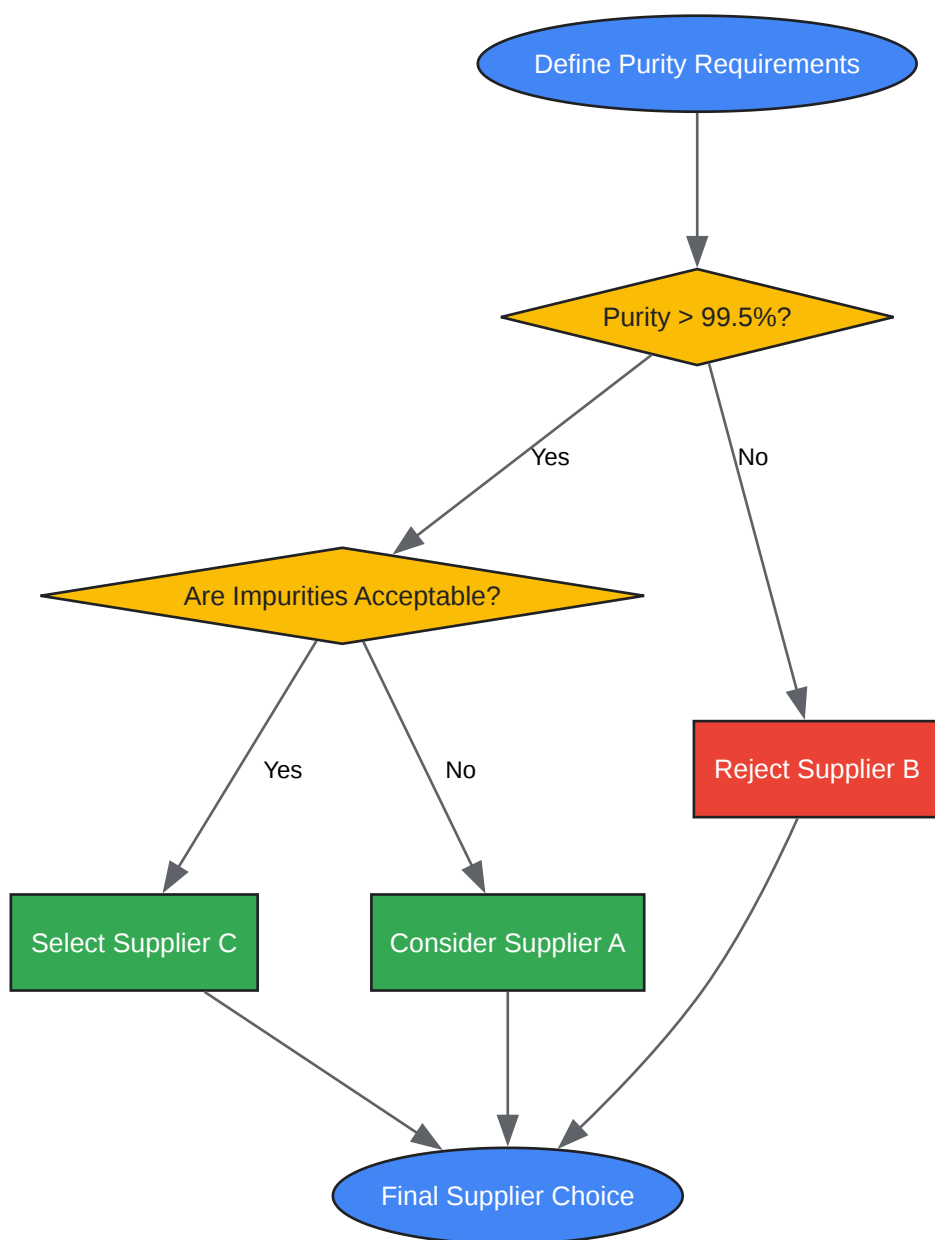 Define Purity Requirements
Purity > 99.5%?
Yes
No
Are Impurities Acceptable?
Yes
No
Reject Supplier B
Select Supplier C
Consider Supplier A
Final Supplier Choice